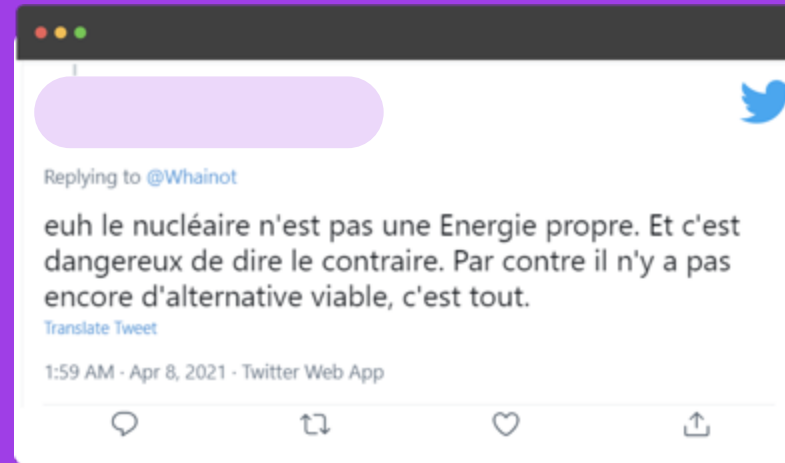 Replying to @Whainot
euh le nucléaire n'est pas une Energie propre. Et c'est
dangereux de dire le contraire. Par contre il n'y a pas
encore d'alternative viable, c'est tout.
Translate Tweet
1:59 AM · Apr 8, 2021 · Twitter Web App